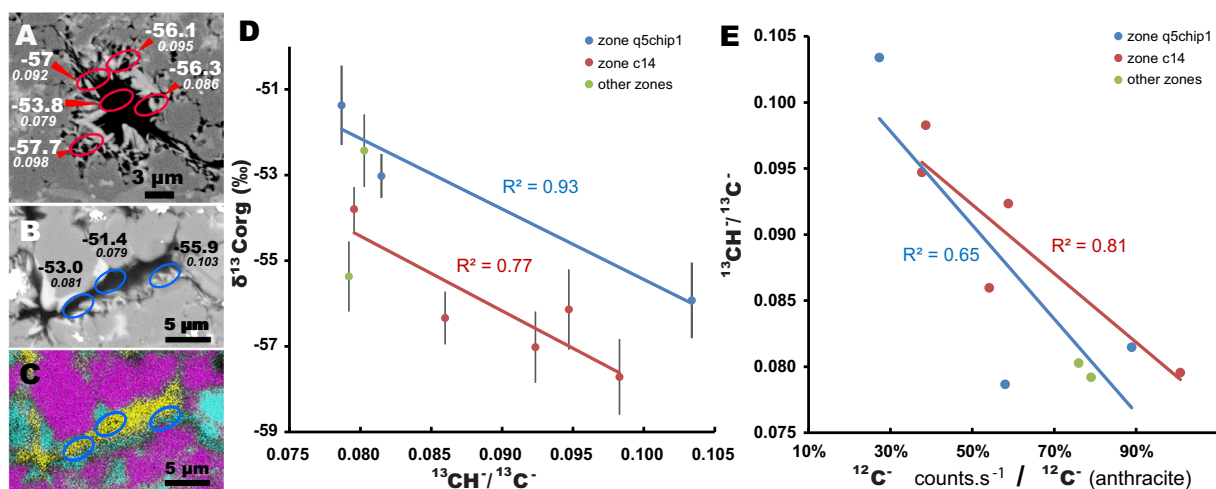 A
-56.1
0.095
-57
0.092
-56.3
0.086
-53.8
0.079
-57.7
0.098
3 μm
B
-51.4
0.079
-55.9
0.103
-53.0
0.081
5 μm
C
5 μm
D
zone q5chip1
zone c14
other zones
δ¹³ Corg (‰)
-51
-53
-55
-57
-59
R² = 0.93
R² = 0.77
0.075 0.080 0.085 0.090 0.095 0.100 0.105
¹³CH⁻/¹³C⁻
E
zone q5chip1
zone c14
other zones
¹³CH⁻/¹³C⁻
0.105
0.100
0.095
0.090
0.085
0.080
0.075
R² = 0.65
R² = 0.81
10% 30% 50% 70% 90%
¹²C⁻ counts.s⁻¹ / ¹²C⁻ (anthracite)